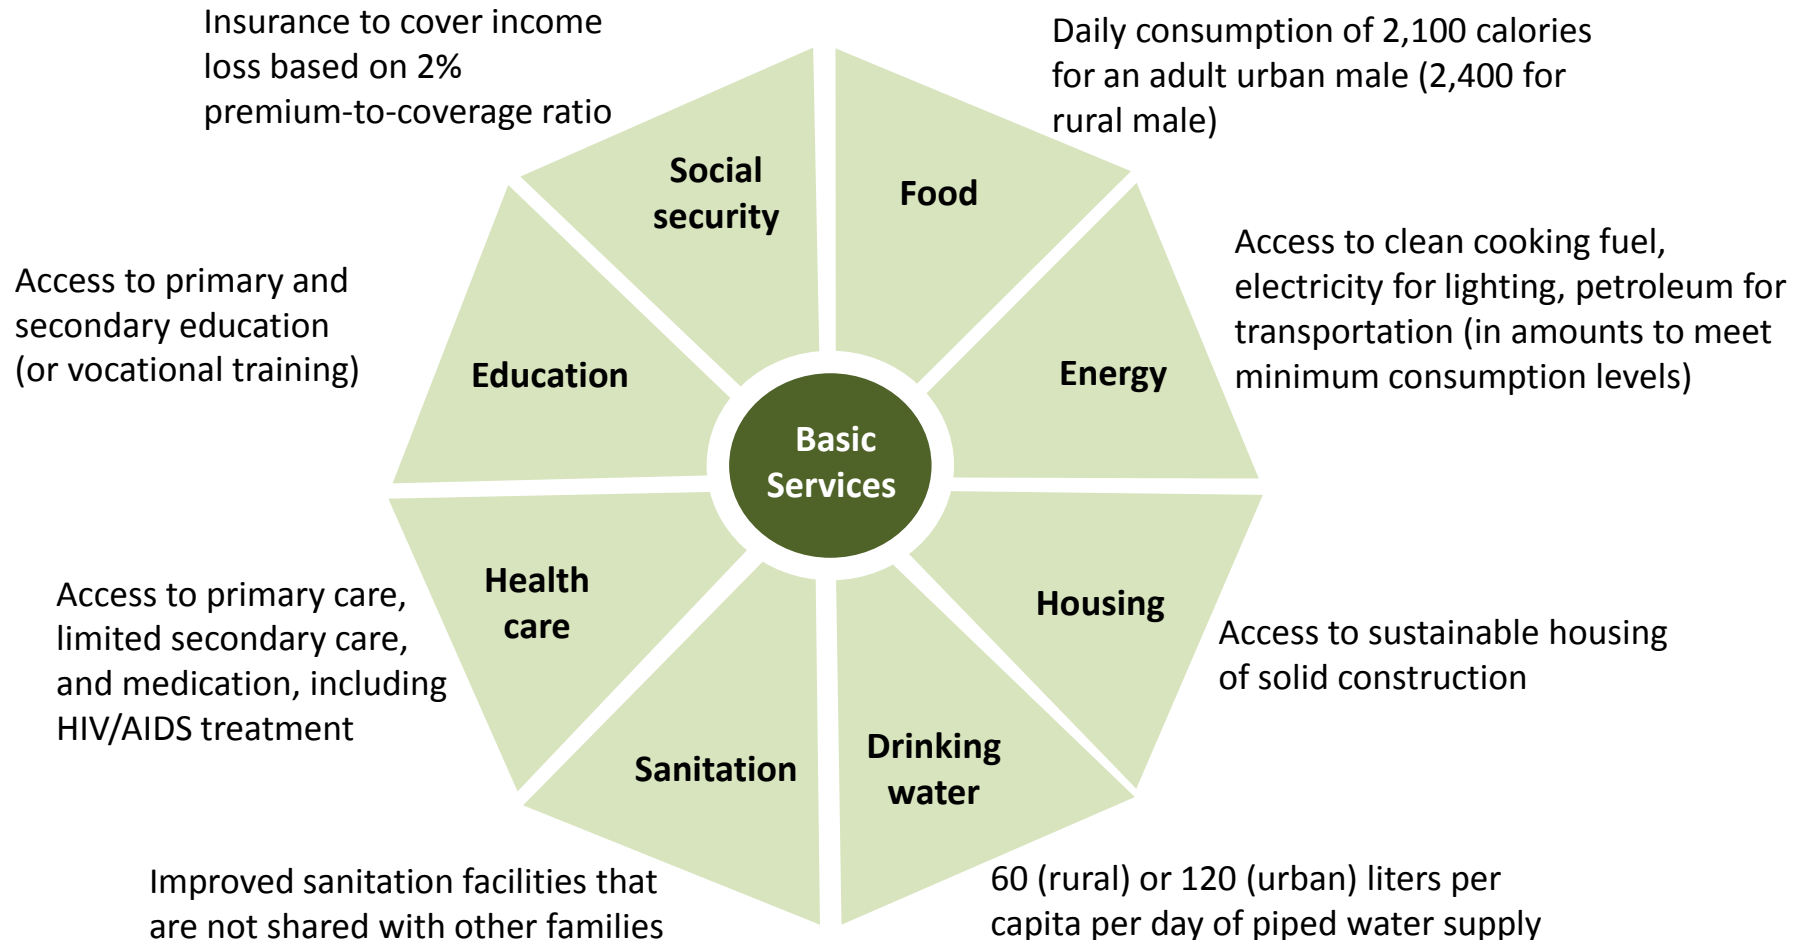 Insurance to cover income
loss based on 2%
premium-to-coverage ratio
Daily consumption of 2,100 calories
for an adult urban male (2,400 for
rural male)
Social
security
Food
Access to clean cooking fuel,
electricity for lighting, petroleum for
transportation (in amounts to meet
minimum consumption levels)
Access to primary and
secondary education
(or vocational training)
Education
Energy
Basic
Services
Health
care
Housing
Access to primary care,
limited secondary care,
and medication, including
HIV/AIDS treatment
Access to sustainable housing
of solid construction
Sanitation
Drinking
water
Improved sanitation facilities that
are not shared with other families
60 (rural) or 120 (urban) liters per
capita per day of piped water supply